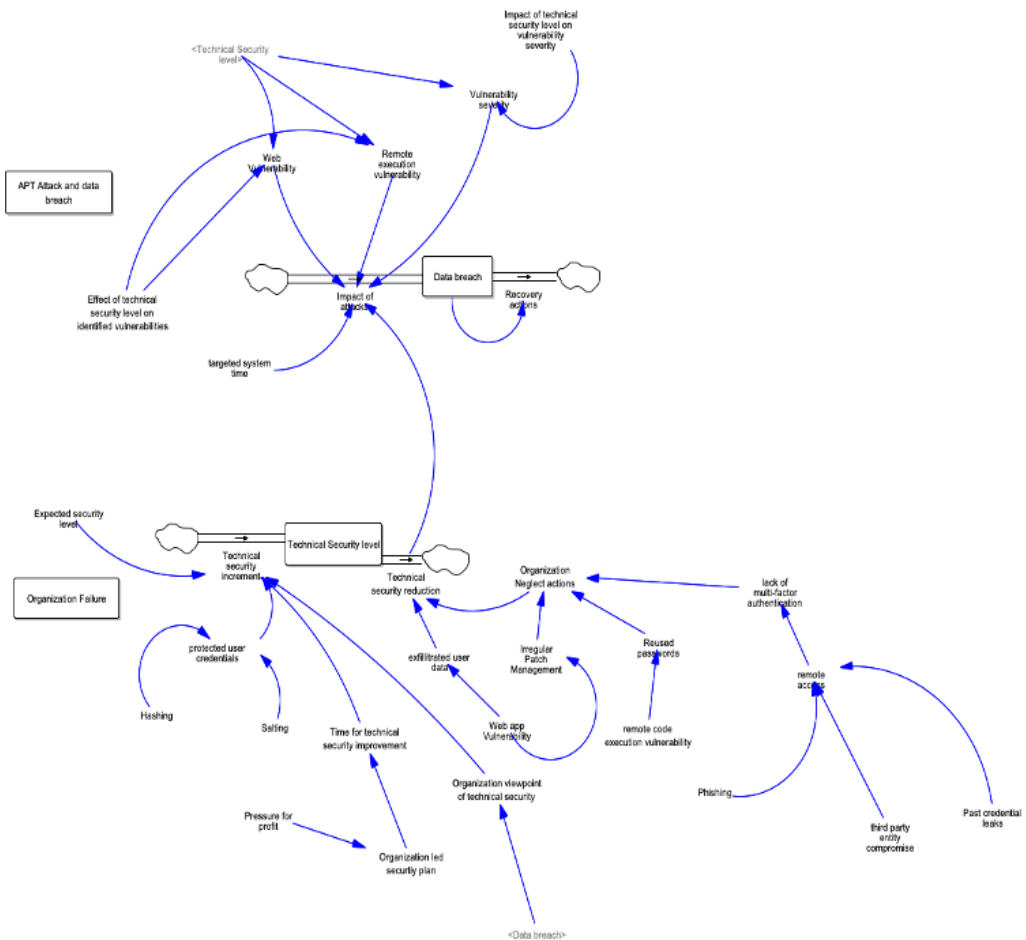 Impact of technical
security level on
vulnerability
severity
<Technical Security
level>
Vulnerability
severity
Web
Vulnerability
Remote
execution
vulnerability
APT Attack and data
breach
Data breach
Impact of
attacks
Recovery
actions
Effect of technical
security level on
identified vulnerabilities
targeted system
time
Expected security
level
Technical Security level
Technical
security
increment
Technical
security reduction
Organization
Neglect actions
lack of
multi-factor
authentication
Organization Failure
protected user
credentials
exfillitrated user
data
Irregular
Patch
Management
Reused
passwords
remote
access
Hashing
Salting
Time for technical
security improvement
Web app
Vulnerability
remote code
execution vulnerability
Organization viewpoint
of technical security
Phishing
Pressure for
profit
third party
entity
compromise
Past credential
leaks
Organization led
securtiy plan
<Data breach>